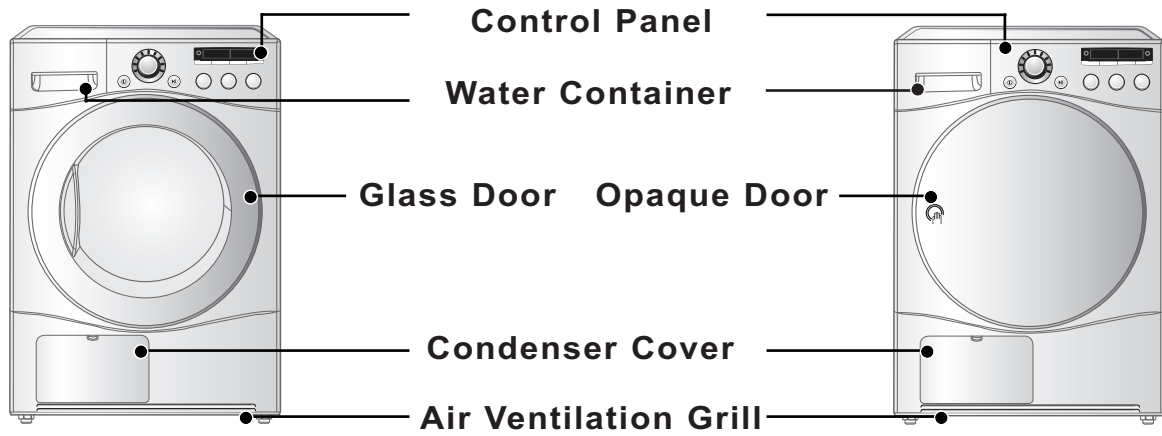 Control Panel
Water Container
Glass Door Opaque Door
Condenser Cover
Air Ventilation Grill